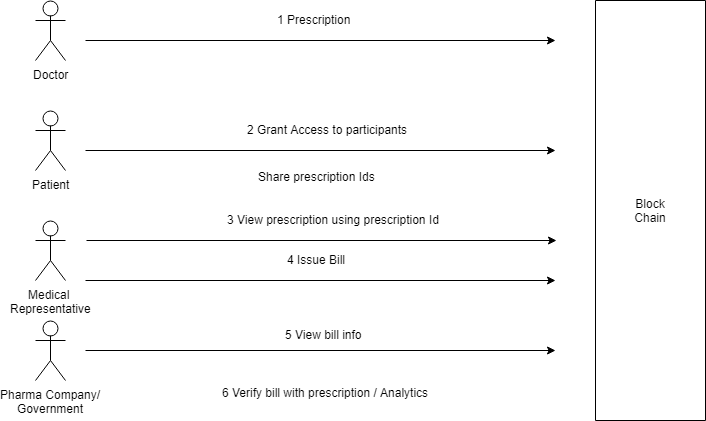 1 Prescription
Doctor
2 Grant Access to participants
Patient
Share prescription Ids
Block
Chain
3 View prescription using prescription Id
4 Issue Bill
Medical
Representative
5 View bill info
Pharma Company/
Government
6 Verify bill with prescription / Analytics